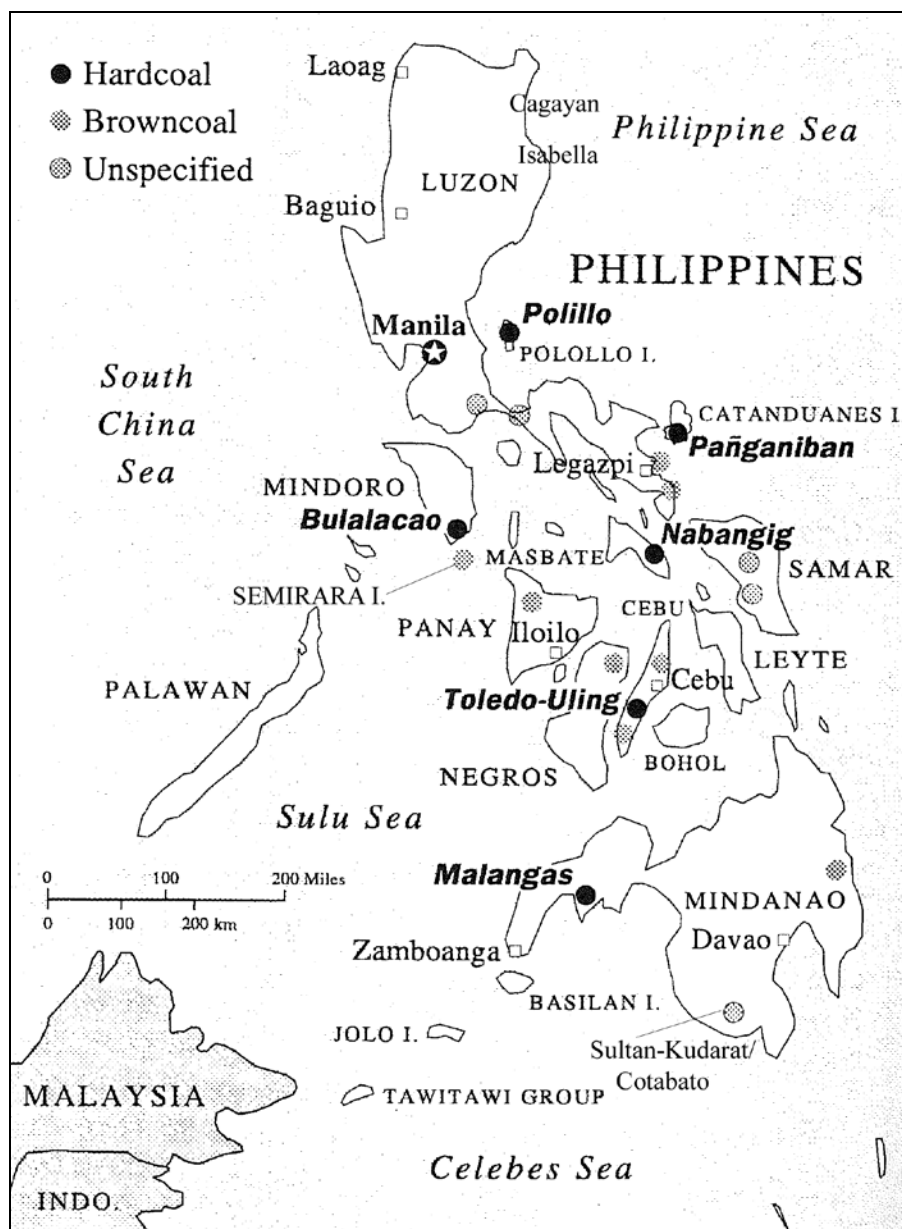 Hardcoal
Browncoal
Unspecified
Laoag
Cagayan
Philippine Sea
Isabella
LUZON
Baguio
PHILIPPINES
Polillo
Manila
POLOLLO I.
South
China
Sea
CATANDUANES I
Pañganiban
Legazpi
MINDORO
Bulalacao
Nabangig
MASBATE
SAMAR
SEMIRARA I.
CEBU
PANAY
Iloilo
LEYTE
PALAWAN
Cebu
Toledo-Uling
BOHOL
NEGROS
Sulu Sea
0 100 200 Miles
0 100 200 km
Malangas
MINDANAO
Davao
Zamboanga
BASILAN I.
JOLO I.
Sultan-Kudarat/
Cotabato
MALAYSIA
TAWITAWI GROUP
Celebes Sea
INDO.